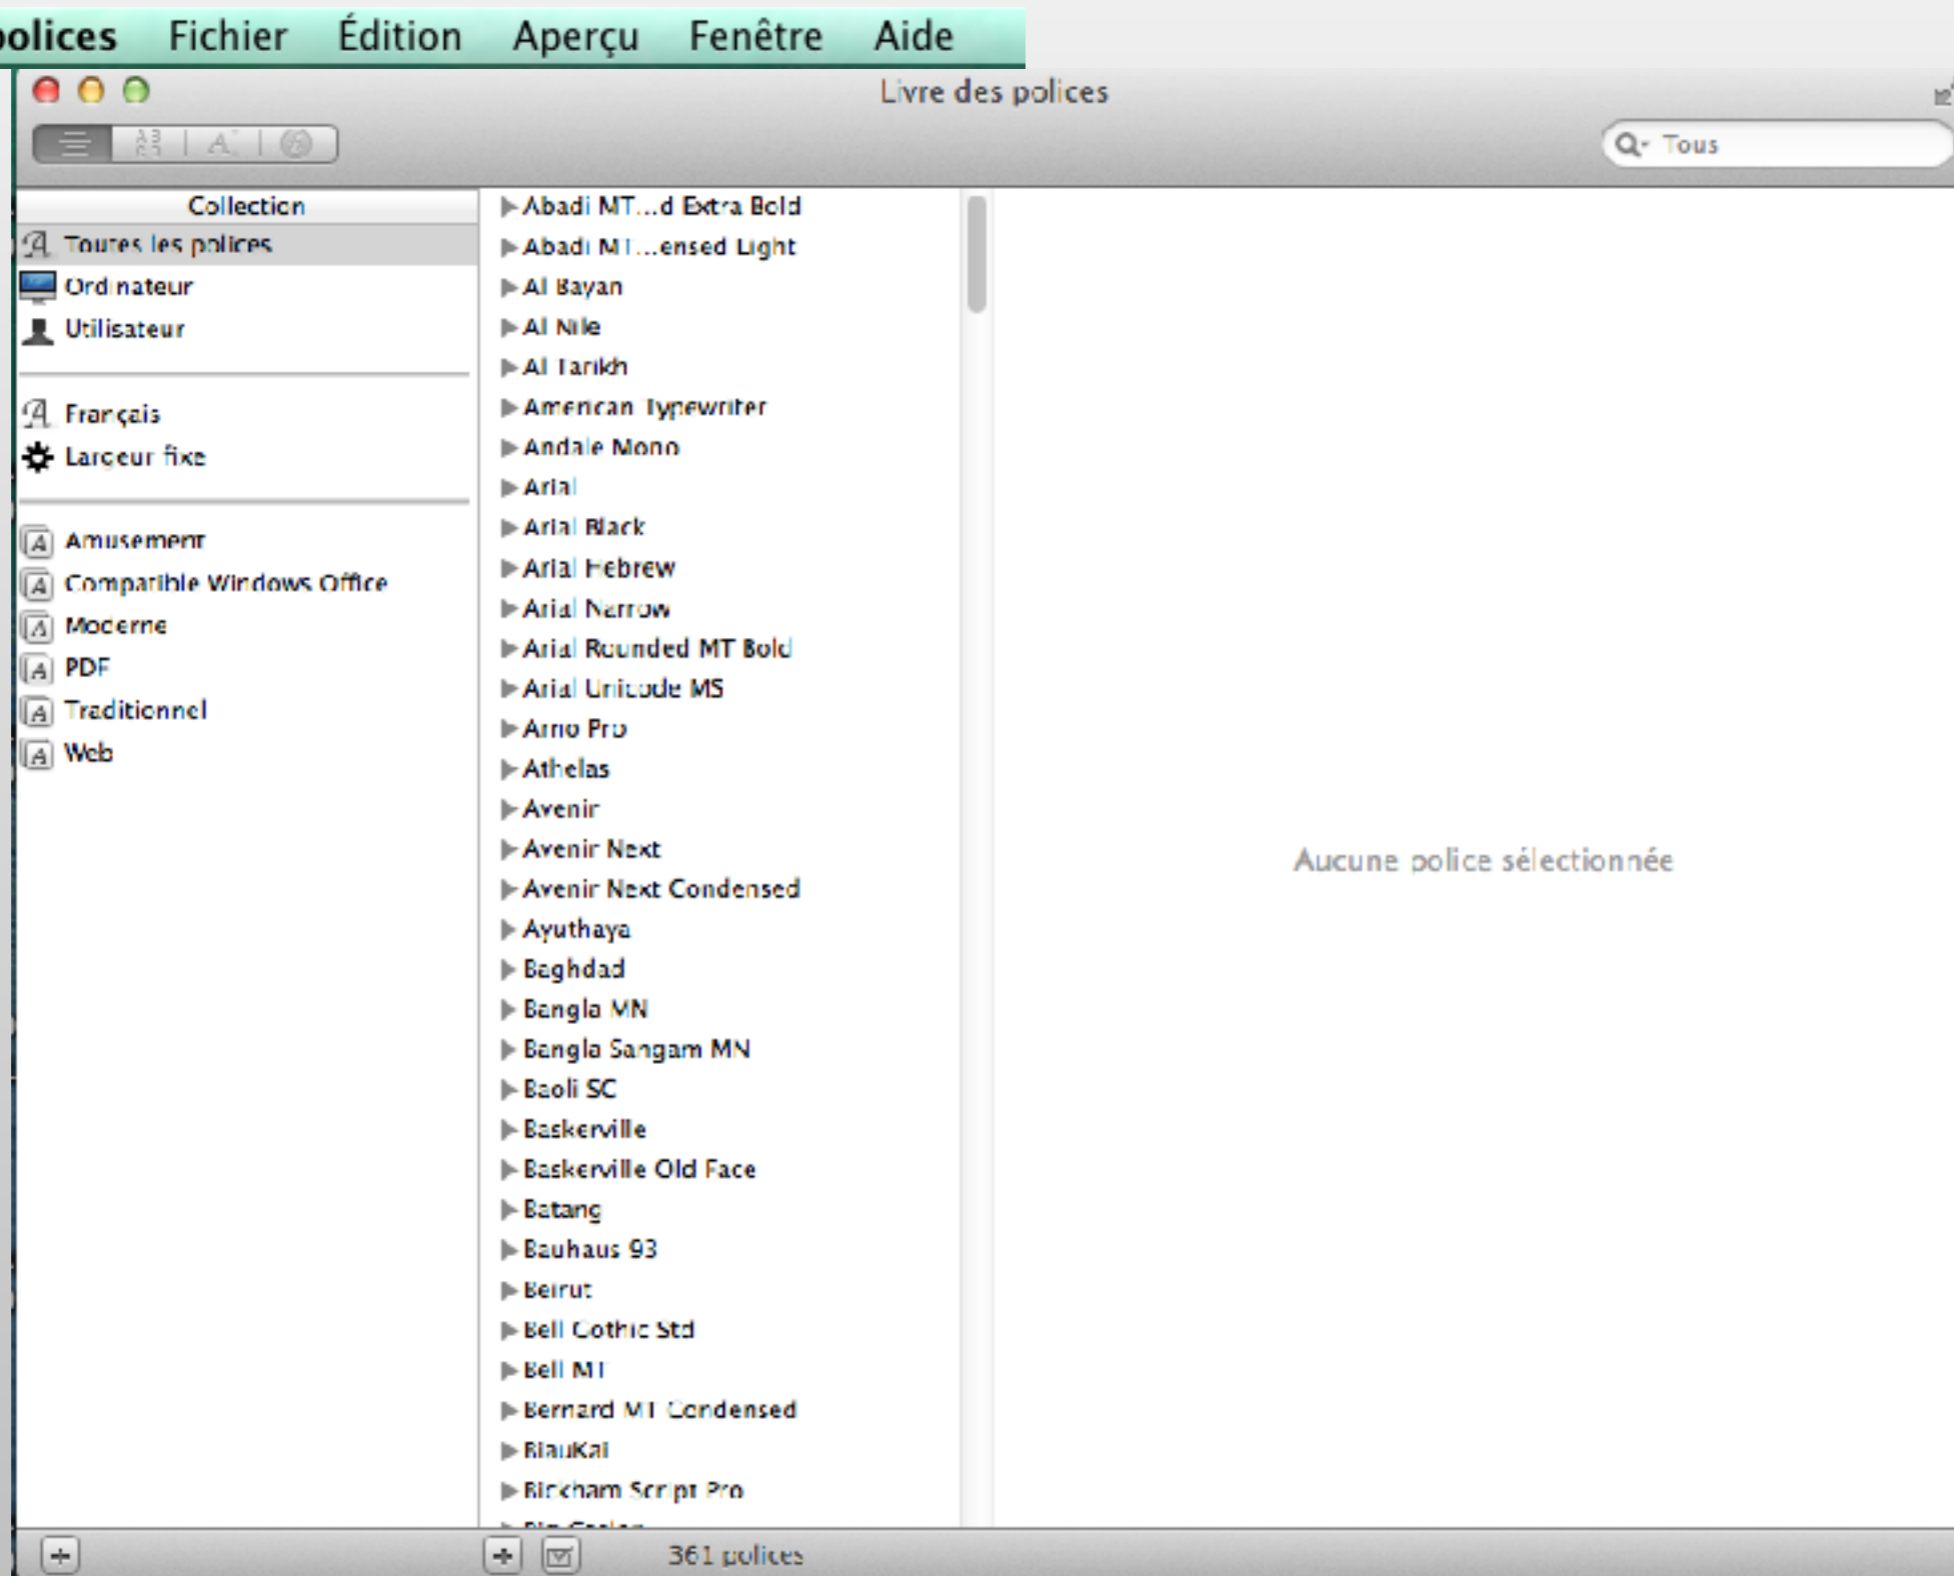 polices Fichier Édition Aperçu Fenêtre Aide
Livre des polices
Tous
Collection
Toutes les polices
Ordinateur
Utilisateur
Français
Largeur fixe
Amusement
Compatible Windows Office
Moderne
PDF
Traditionnel
Web
Abadi MT...d Extra Bold
Abadi MT...ensed Light
Al Bayan
Al Nile
Al Tarikh
American Typewriter
Andale Mono
Arial
Arial Black
Arial Hebrew
Arial Narrow
Arial Rounded MT Bold
Arial Unicode MS
Arno Pro
Athelas
Avenir
Avenir Next
Avenir Next Condensed
Ayuthaya
Baghdad
Bangla MN
Bangla Sangam MN
Baoli SC
Baskerville
Baskerville Old Face
Batang
Bauhaus 93
Beirut
Bell Gothic Std
Bell MT
Bernard MT Condensed
BiauKai
Bickham Script Pro
Aucune police sélectionnée
361 polices